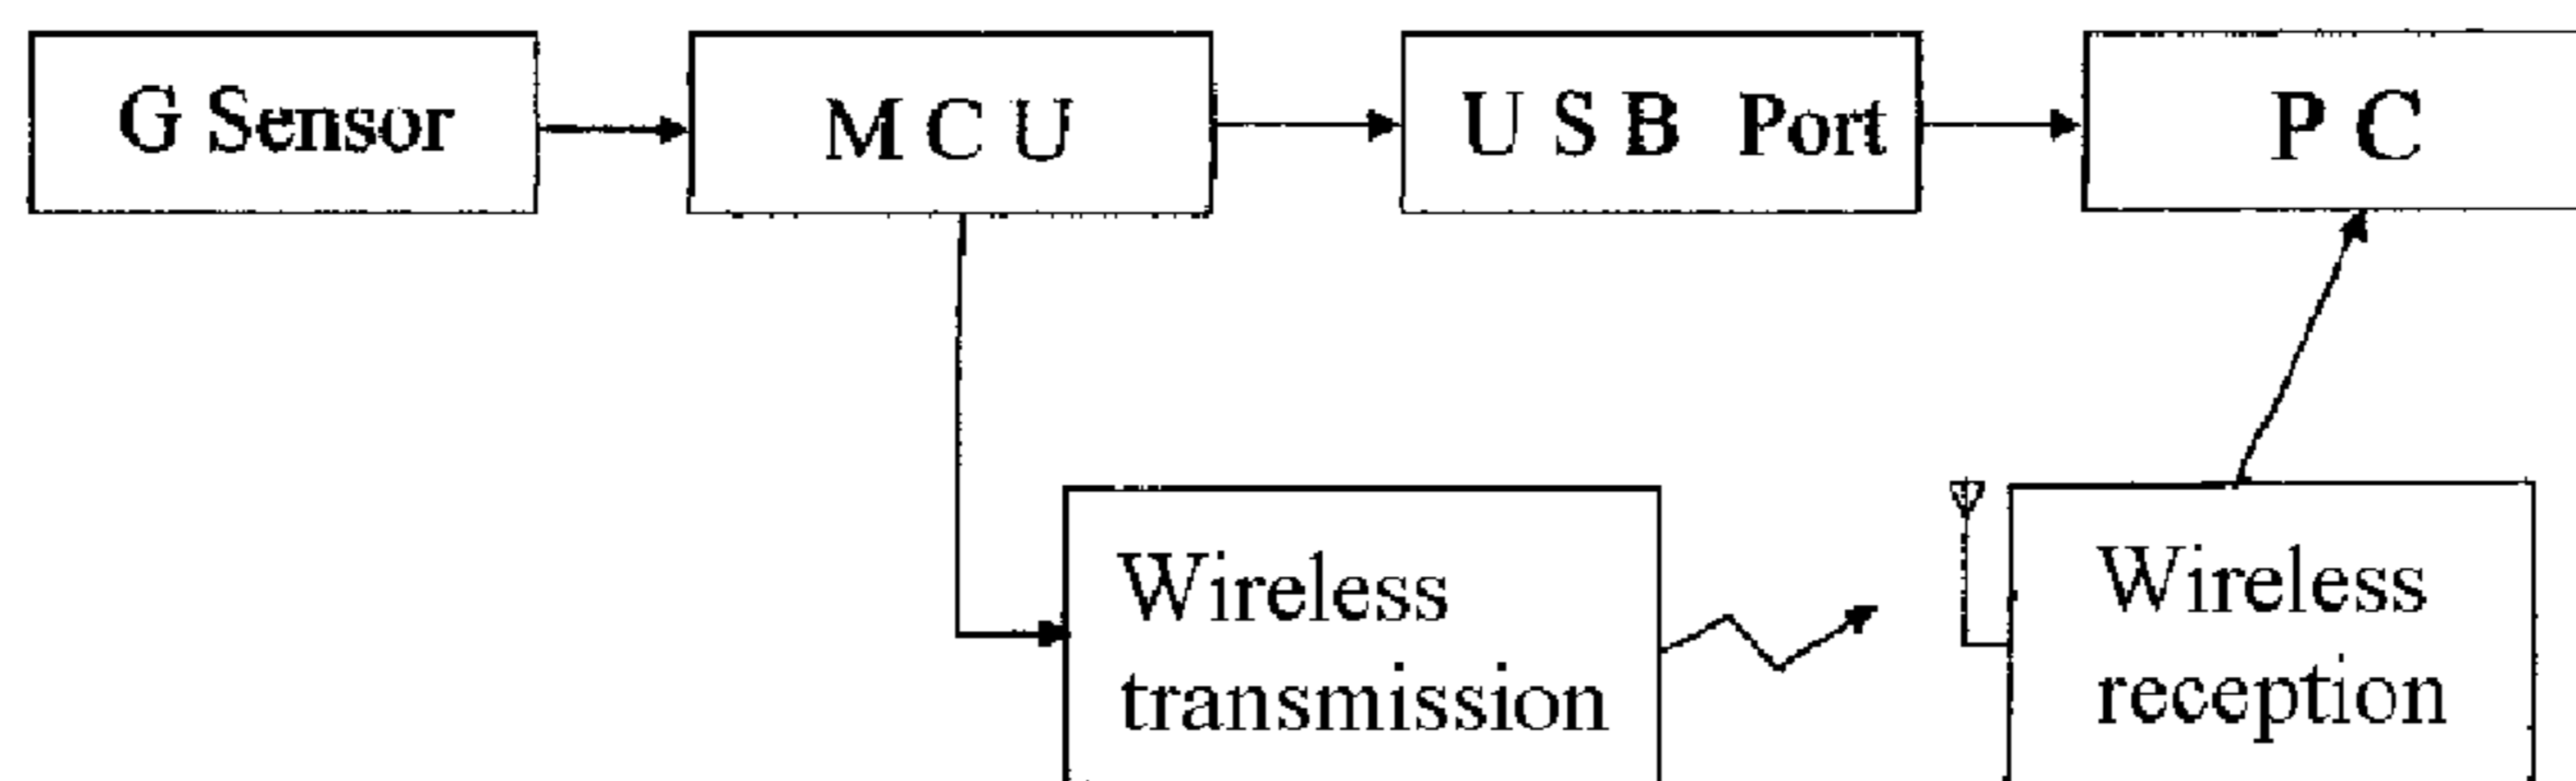 G Sensor
M C U
U S B Port
P C
Wireless
transmission
Wireless
reception